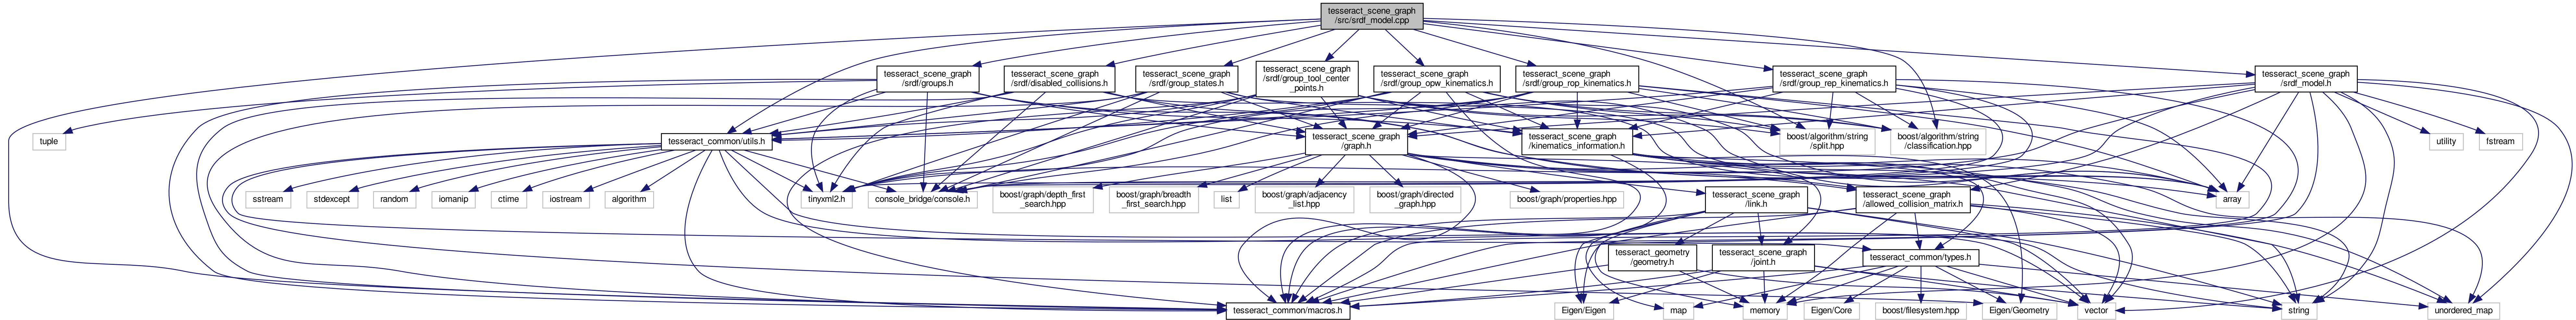 tesseract_scene_graph
/src/srdf_model.cpp
tesseract_scene_graph
/srdf/groups.h
tesseract_scene_graph
/srdf/disabled_collisions.h
tesseract_scene_graph
/srdf/group_states.h
tesseract_scene_graph
/srdf/group_tool_center
_points.h
tesseract_scene_graph
/srdf/group_opw_kinematics.h
tesseract_scene_graph
/srdf/group_rop_kinematics.h
tesseract_scene_graph
/srdf/group_rep_kinematics.h
tesseract_scene_graph
/srdf_model.h
tuple
tesseract_common/utils.h
tesseract_scene_graph
/graph.h
tesseract_scene_graph
/kinematics_information.h
boost/algorithm/string
/split.hpp
boost/algorithm/string
/classification.hpp
utility
fstream
sstream
stdexcept
random
iomanip
ctime
iostream
algorithm
tinyxml2.h
console_bridge/console.h
boost/graph/depth_first
_search.hpp
boost/graph/breadth
_first_search.hpp
list
boost/graph/adjacency
_list.hpp
boost/graph/directed
_graph.hpp
boost/graph/properties.hpp
tesseract_scene_graph
/link.h
tesseract_scene_graph
/allowed_collision_matrix.h
array
tesseract_geometry
/geometry.h
tesseract_scene_graph
/joint.h
tesseract_common/types.h
tesseract_common/macros.h
Eigen/Eigen
map
memory
Eigen/Core
boost/filesystem.hpp
Eigen/Geometry
vector
string
unordered_map